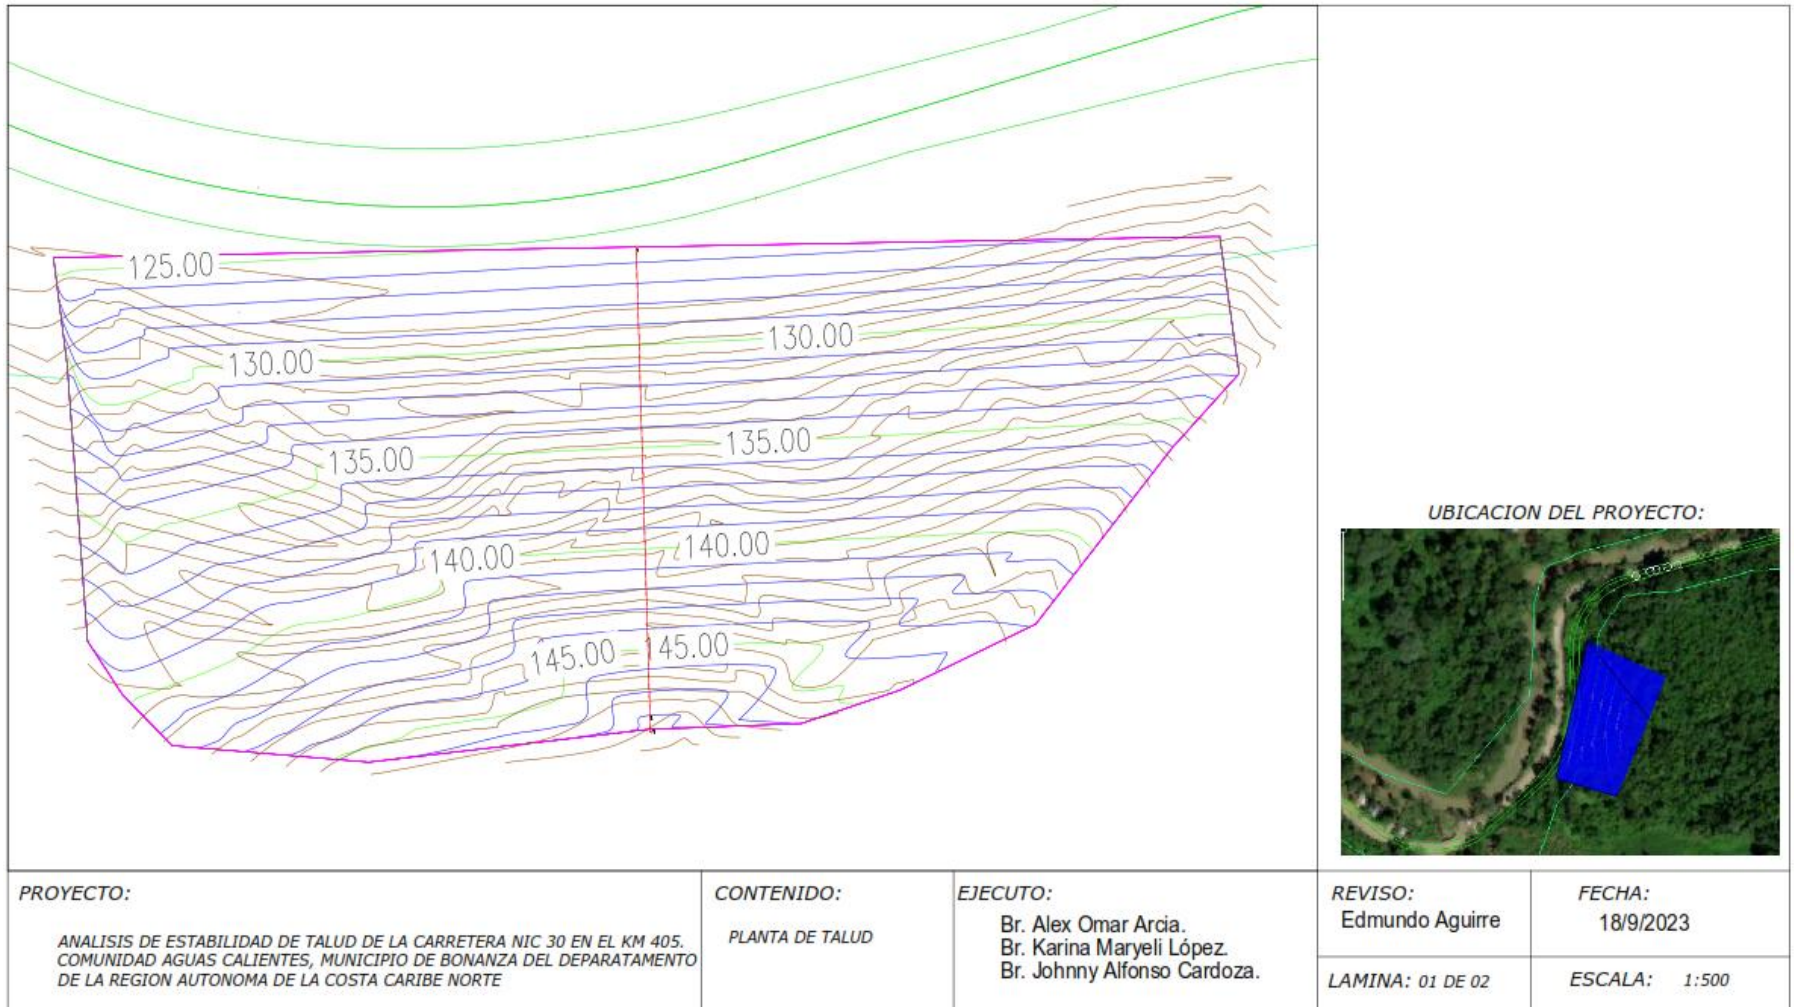 125.00
130.00
130.00
135.00
135.00
140.00
140.00
145.00
145.00
UBICACION DEL PROYECTO:
PROYECTO:
ANALISIS DE ESTABILIDAD DE TALUD DE LA CARRETERA NIC 30 EN EL KM 405.
COMUNIDAD AGUAS CALIENTES, MUNICIPIO DE BONANZA DEL DEPARATAMENTO
DE LA REGION AUTONOMA DE LA COSTA CARIBE NORTE
CONTENIDO:
PLANTA DE TALUD
EJECUTO:
Br. Alex Omar Arcia.
Br. Karina Maryeli López.
Br. Johnny Alfonso Cardoza.
REVISO:
Edmundo Aguirre
FECHA:
18/9/2023
LAMINA: 01 DE 02
ESCALA: 1:500